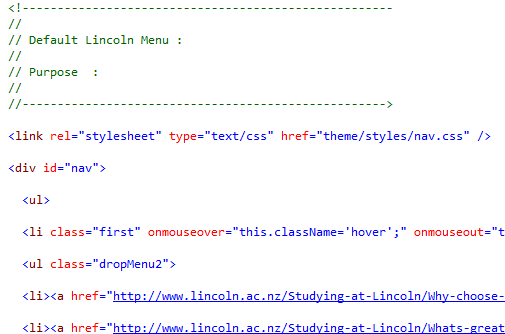 <!---------------------------------------------------
//
// Default Lincoln Menu :
//
// Purpose  :
//
//-------------------------------------------------->
<link rel="stylesheet" type="text/css" href="theme/styles/nav.css" />
<div id="nav">
<ul>
<li class="first" onmouseover="this.className='hover';" onmouseout="t
<ul class="dropMenu2">
<li><a href="http://www.lincoln.ac.nz/Studying-at-Lincoln/Why-choose-
<li><a href="http://www.lincoln.ac.nz/Studying-at-Lincoln/Whats-great